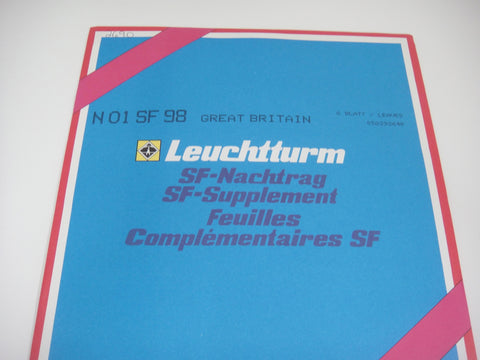 N 01 SF 98 GREAT BRITAIN
Leuchtturm
SF-Nachtrag
SF-Supplement
Feuilles
Complémentaires SF